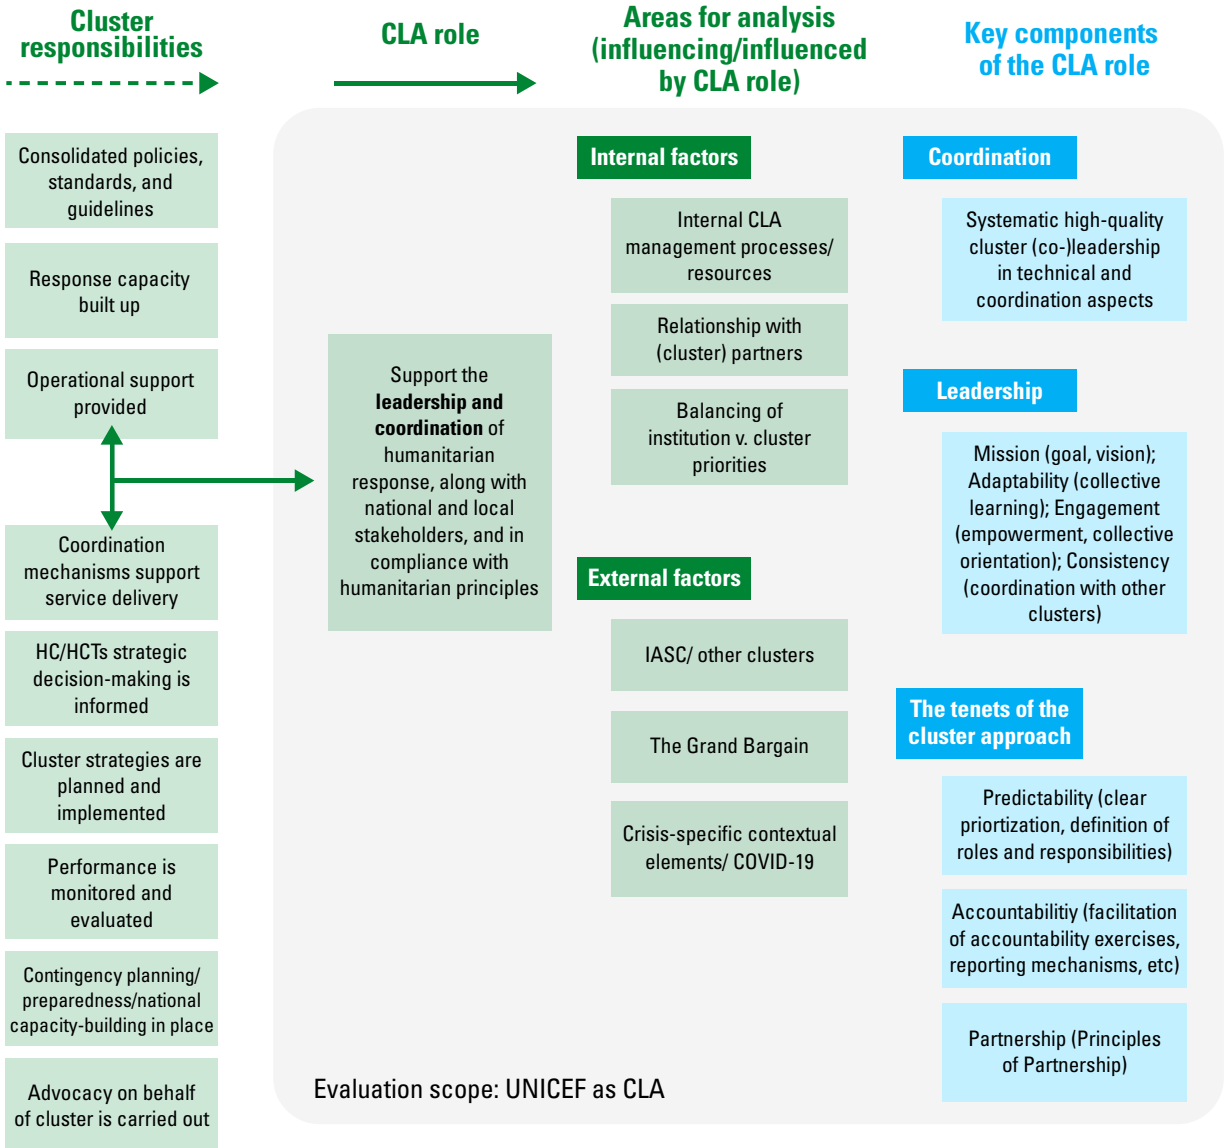 Cluster
responsibilities
CLA role
Areas for analysis
(influencing/influenced
by CLA role)
Key components
of the CLA role
Consolidated policies,
standards, and
guidelines
Response capacity
built up
Operational support
provided
Coordination
mechanisms support
service delivery
HC/HCTs strategic
decision-making is
informed
Cluster strategies are
planned and
implemented
Performance is
monitored and
evaluated
Contingency planning/
preparedness/national
capacity-building in place
Advocacy on behalf
of cluster is carried out
Support the
leadership and
coordination of
humanitarian
response, along with
national and local
stakeholders, and in
compliance with
humanitarian principles
Internal factors
Internal CLA
management processes/
resources
Relationship with
(cluster) partners
Balancing of
institution v. cluster
priorities
External factors
IASC/ other clusters
The Grand Bargain
Crisis-specific contextual
elements/ COVID-19
Coordination
Systematic high-quality
cluster (co-)leadership
in technical and
coordination aspects
Leadership
Mission (goal, vision);
Adaptability (collective
learning); Engagement
(empowerment, collective
orientation); Consistency
(coordination with other
clusters)
The tenets of the
cluster approach
Predictability (clear
priortization, definition of
roles and responsibilities)
Accountabilitiy (facilitation
of accountability exercises,
reporting mechanisms, etc)
Partnership (Principles
of Partnership)
Evaluation scope: UNICEF as CLA